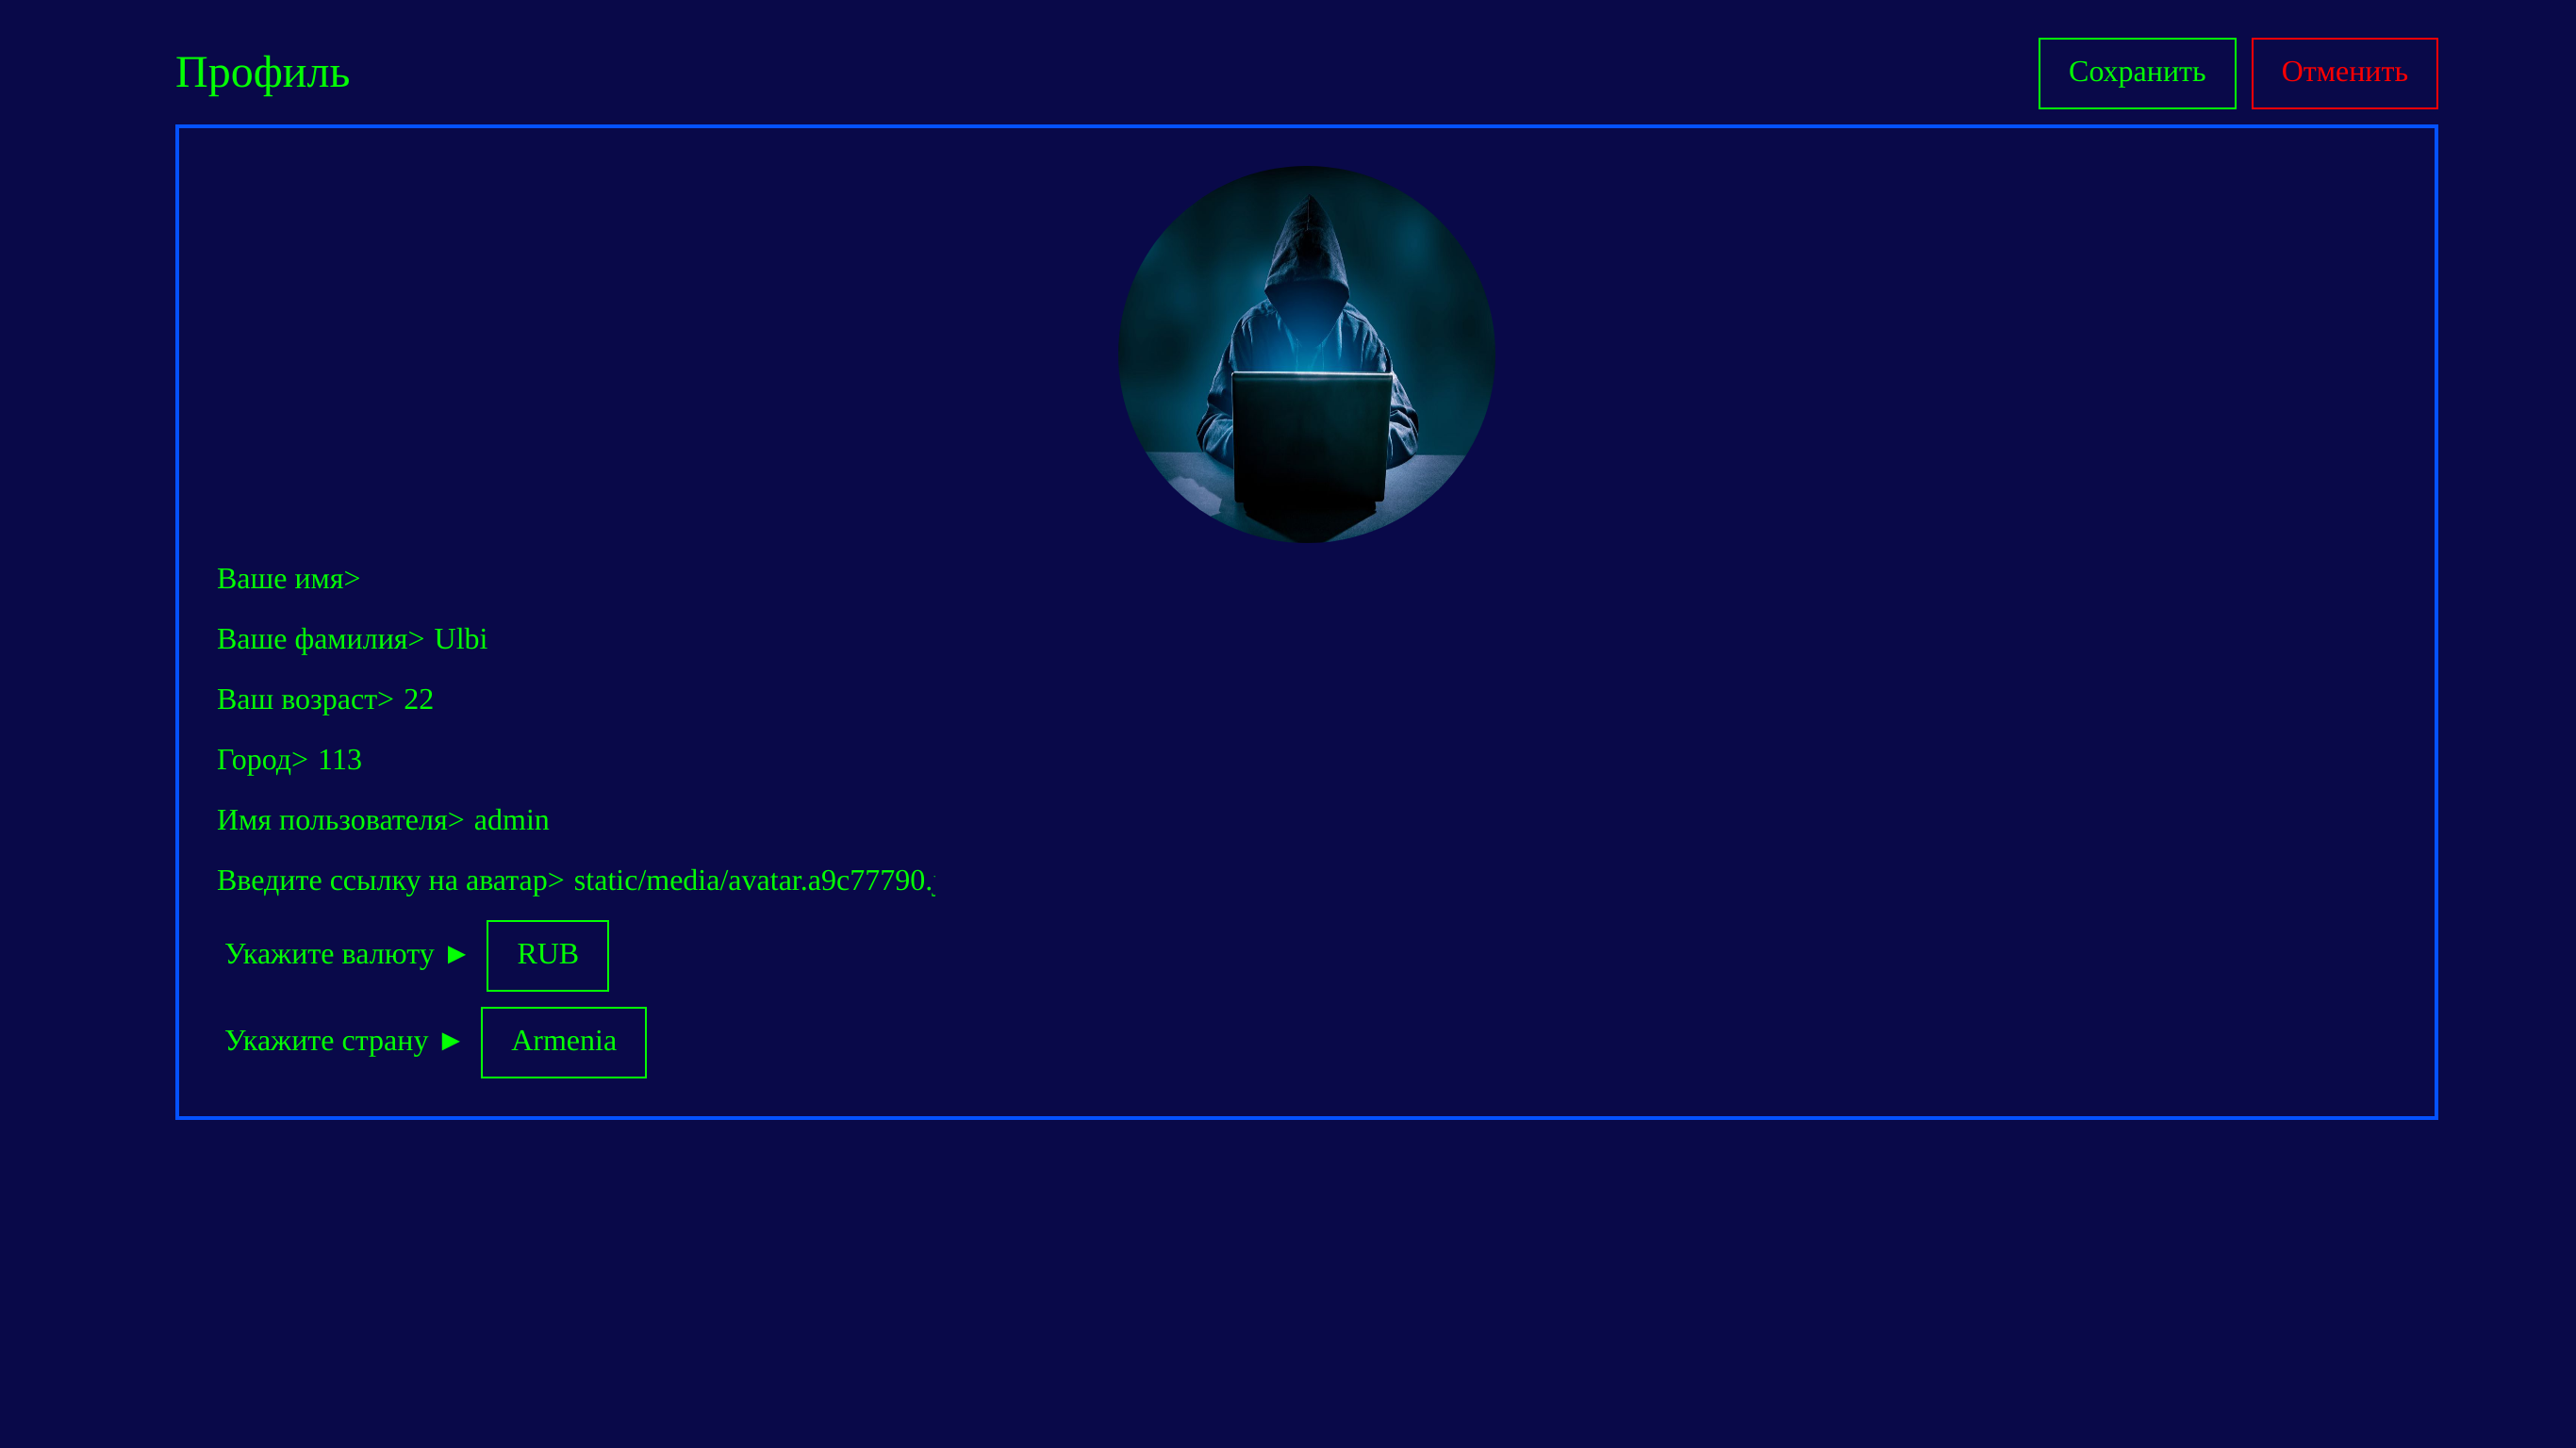 Профиль
Сохранить
Отменить
Ваше имя>
Ваше фамилия> Ulbi
Ваш возраст> 22
Город> 113
Имя пользователя> admin
Введите ссылку на аватар> static/media/avatar.a9c77790.
Укажите валюту ► RUB
Укажите страну ► Armenia